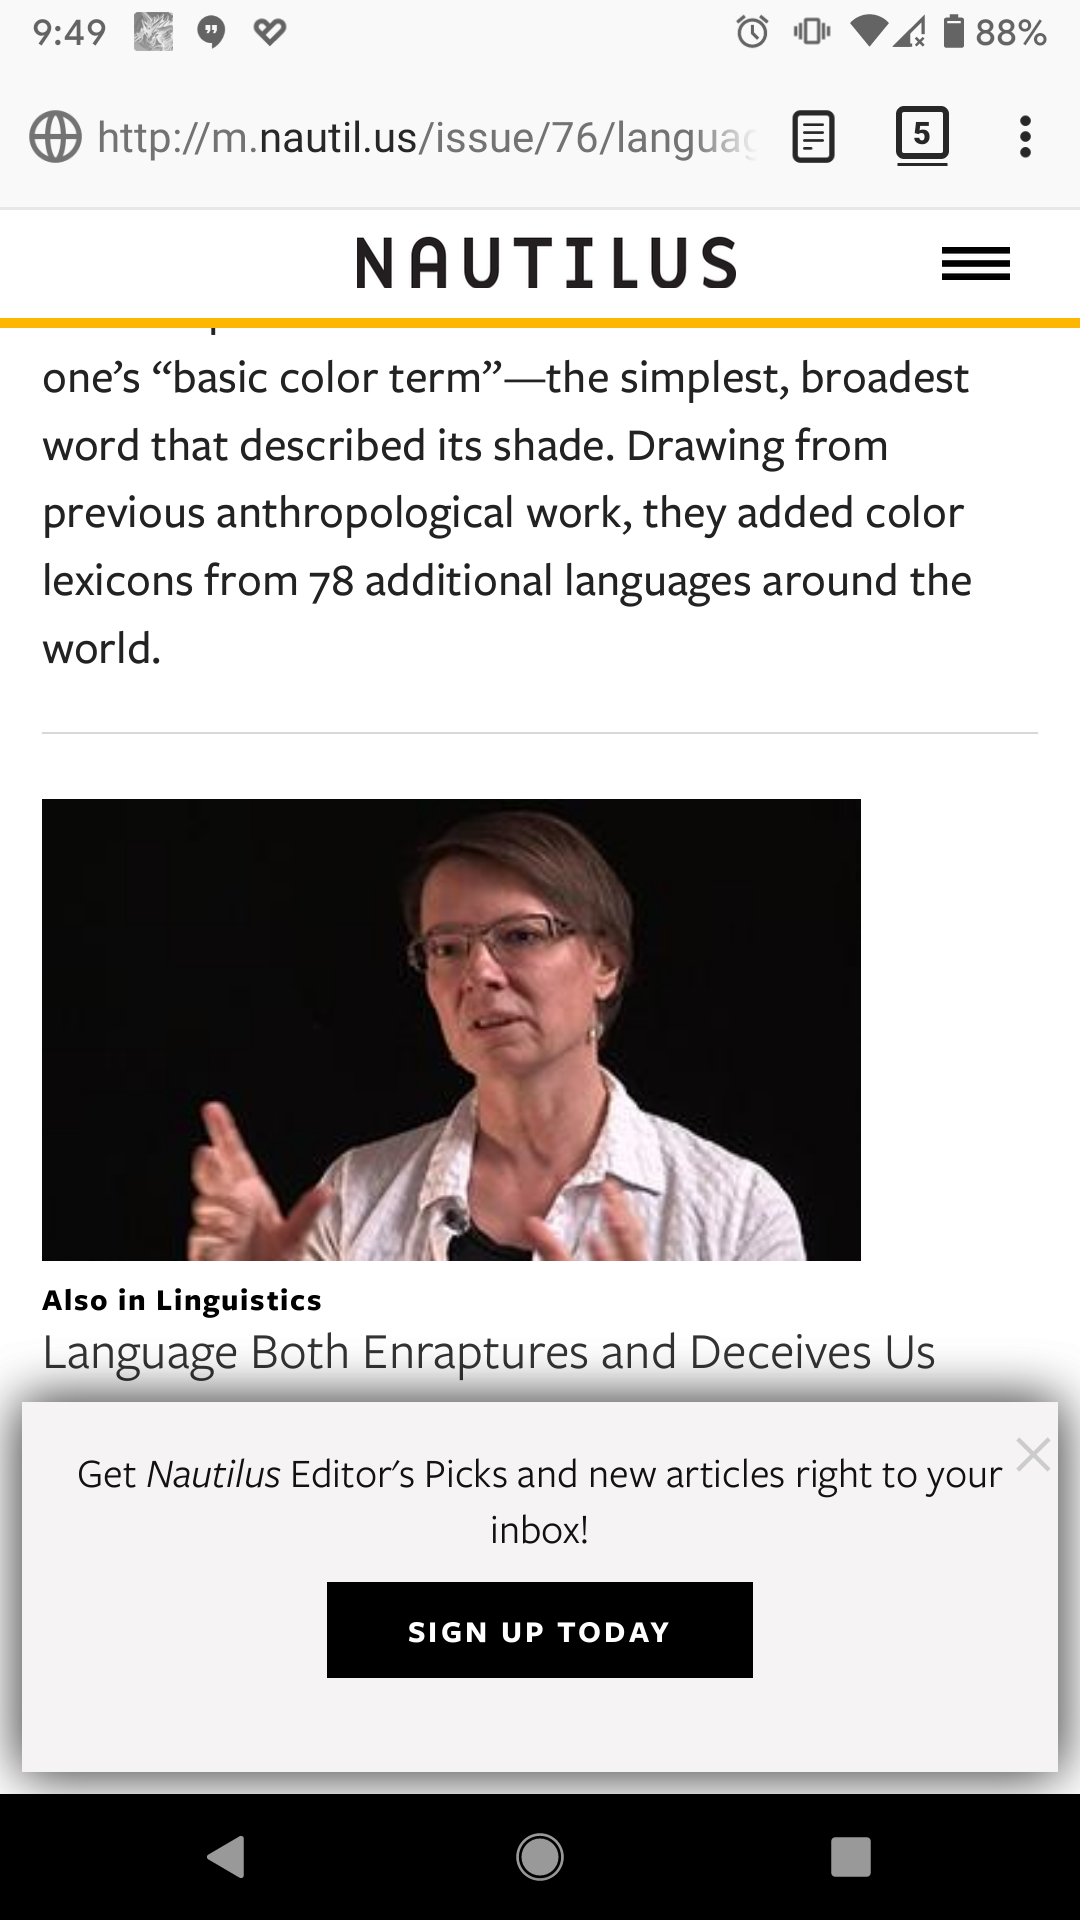 9:49
88%
http://m.nautil.us/issue/76/languag
5
NAUTILUS
one’s “basic color term”—the simplest, broadest
word that described its shade. Drawing from
previous anthropological work, they added color
lexicons from 78 additional languages around the
world.
Also in Linguistics
Language Both Enraptures and Deceives Us
Get Nautilus Editor's Picks and new articles right to your
inbox!
SIGN UP TODAY